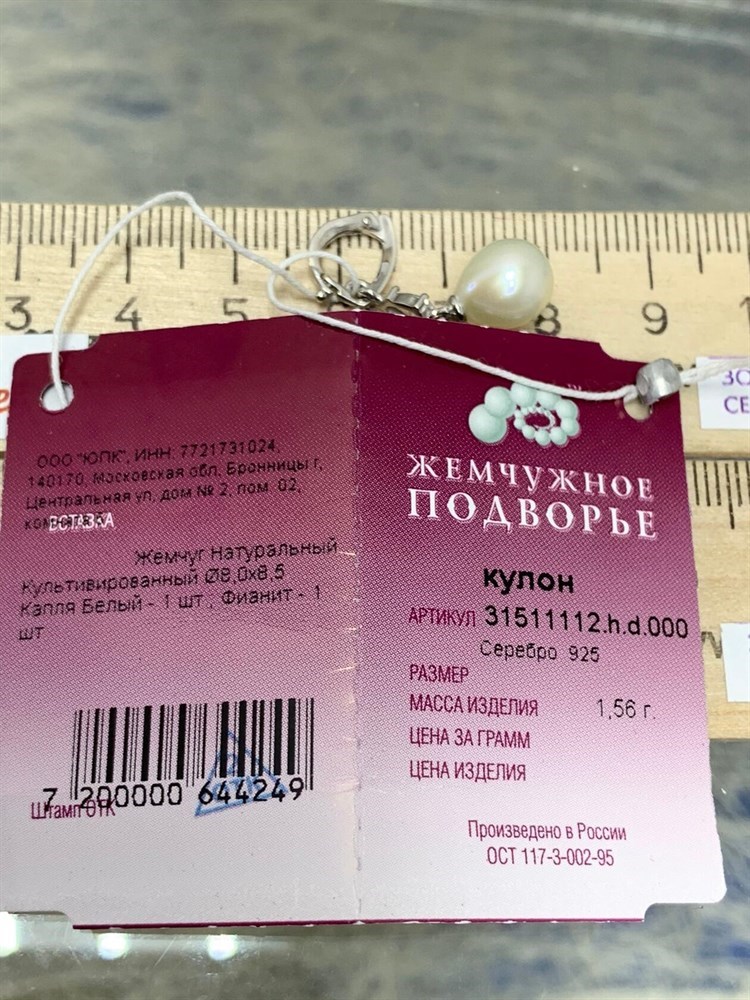 3 4 5 8 9
ООО "ЮПК", ИНН: 7721731024,
140170, Московская обл. Бронницы г,
Центральная ул, дом № 2, пом. 02,
ВСТАВКА
Жемчуг Натуральный
Культивированный Ø8,0х8,5
Капля Белый - 1 шт., Фианит - 1
шт
7 200000 644249
Штамп ОТК
ЖЕМЧУЖНОЕ
ПОДВОРЬЕ
кулон
АРТИКУЛ 31511112.h.d.000
Серебро 925
РАЗМЕР
МАССА ИЗДЕЛИЯ 1,56 г.
ЦЕНА ЗА ГРАММ
ЦЕНА ИЗДЕЛИЯ
Произведено в России
ОСТ 117-3-002-95
ЗО
СЕ